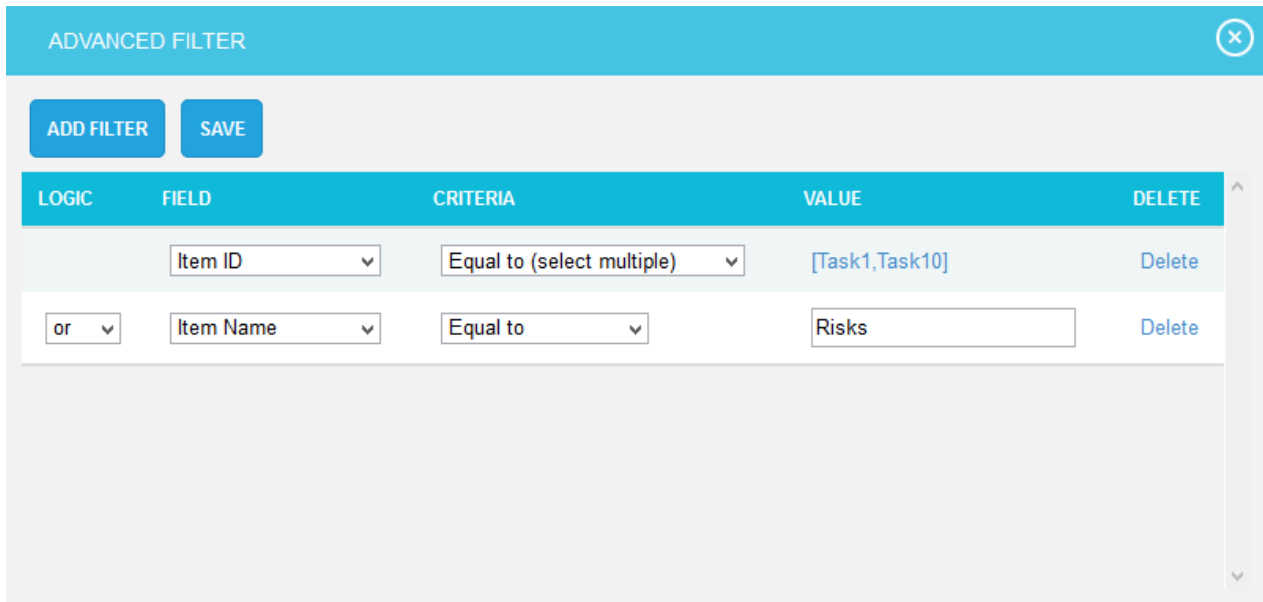 ADVANCED FILTER
ADD FILTER SAVE
LOGIC FIELD CRITERIA VALUE DELETE
Item ID Equal to (select multiple) [Task1,Task10] Delete
or Item Name Equal to Risks Delete